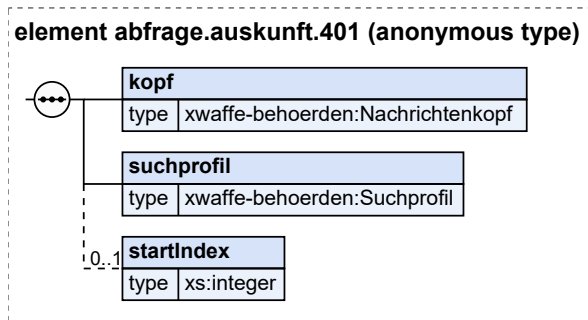 element abfrage.auskunft.401 (anonymous type)
kopf
type xwaffe-behoerden:Nachrichtenkopf
suchprofil
type xwaffe-behoerden:Suchprofil
0..1
startIndex
type xs:integer